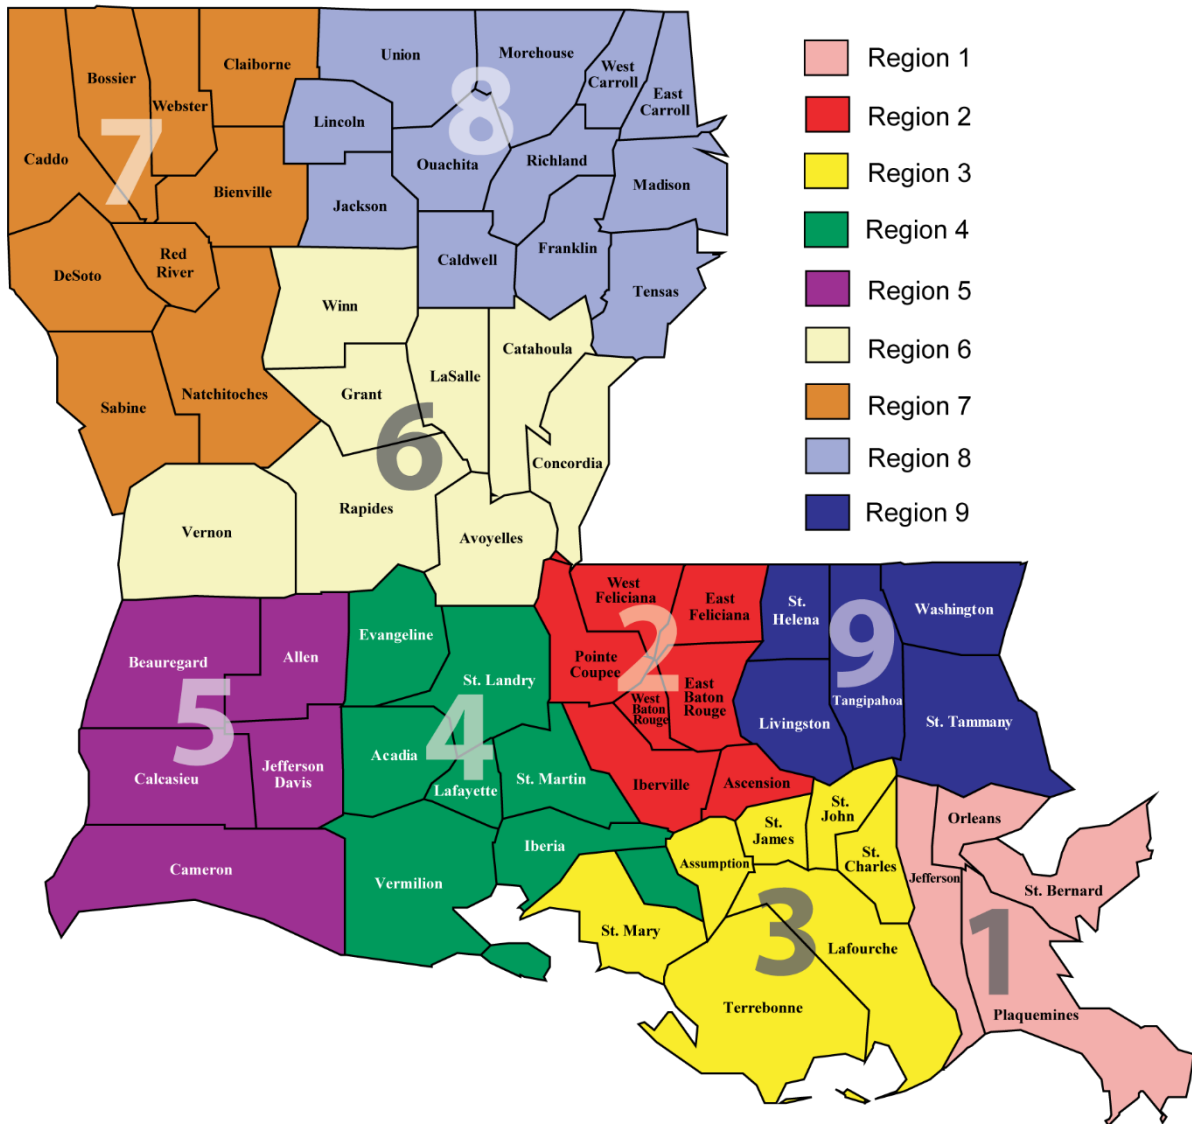 Union
Morehouse
West
Carroll
East
Carroll
Claiborne
Bossier
Webster
Lincoln
8
7
Caddo
Ouachita
Richland
Madison
Bienville
Jackson
Red
River
DeSoto
Caldwell
Franklin
Tensas
Winn
Catahoula
LaSalle
Grant
Natchitoches
Sabine
6
Concordia
Rapides
Vernon
Avoyelles
Region 1
Region 2
Region 3
Region 4
Region 5
Region 6
Region 7
Region 8
Region 9
West
Feliciana
East
Feliciana
St.
Helena
Washington
Evangeline
Beauregard
Allen
2
9
Pointe
Coupee
St. Landry
East
Baton
Rouge
West
Baton
Rouge
Tangipahoa
5
4
Livingston
St. Tammany
Acadia
Calcasieu
Jefferson
Davis
St. Martin
Lafayette
Iberville
Ascension
St.
John
St.
James
Orleans
Iberia
Assumption
St.
Charles
Jefferson
Cameron
Vermilion
St. Bernard
St. Mary
3
Lafourche
1
Terrebonne
Plaquemines